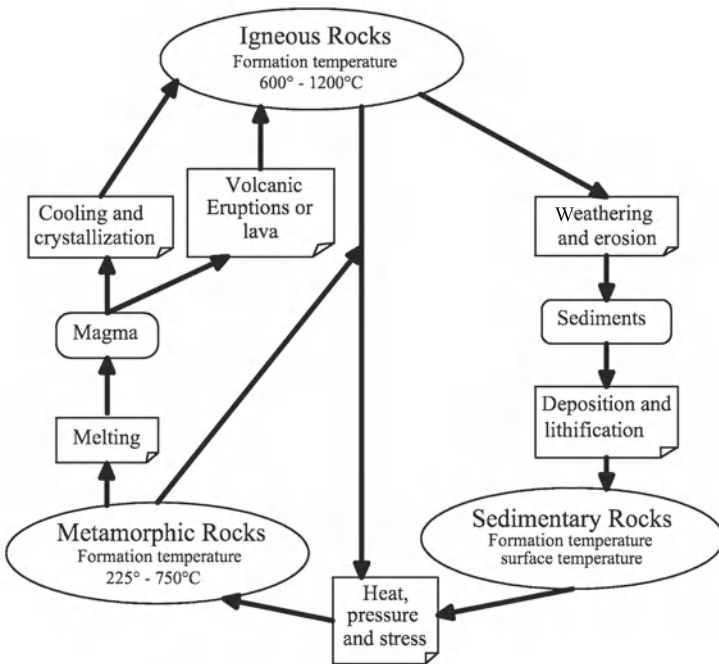 Igneous Rocks
Formation temperature
600° - 1200°C
Cooling and
crystallization
Volcanic
Eruptions or
lava
Weathering
and erosion
Magma
Sediments
Melting
Deposition and
lithification
Metamorphic Rocks
Formation temperature
225° - 750°C
Sedimentary Rocks
Formation temperature
surface temperature
Heat,
pressure
and stress